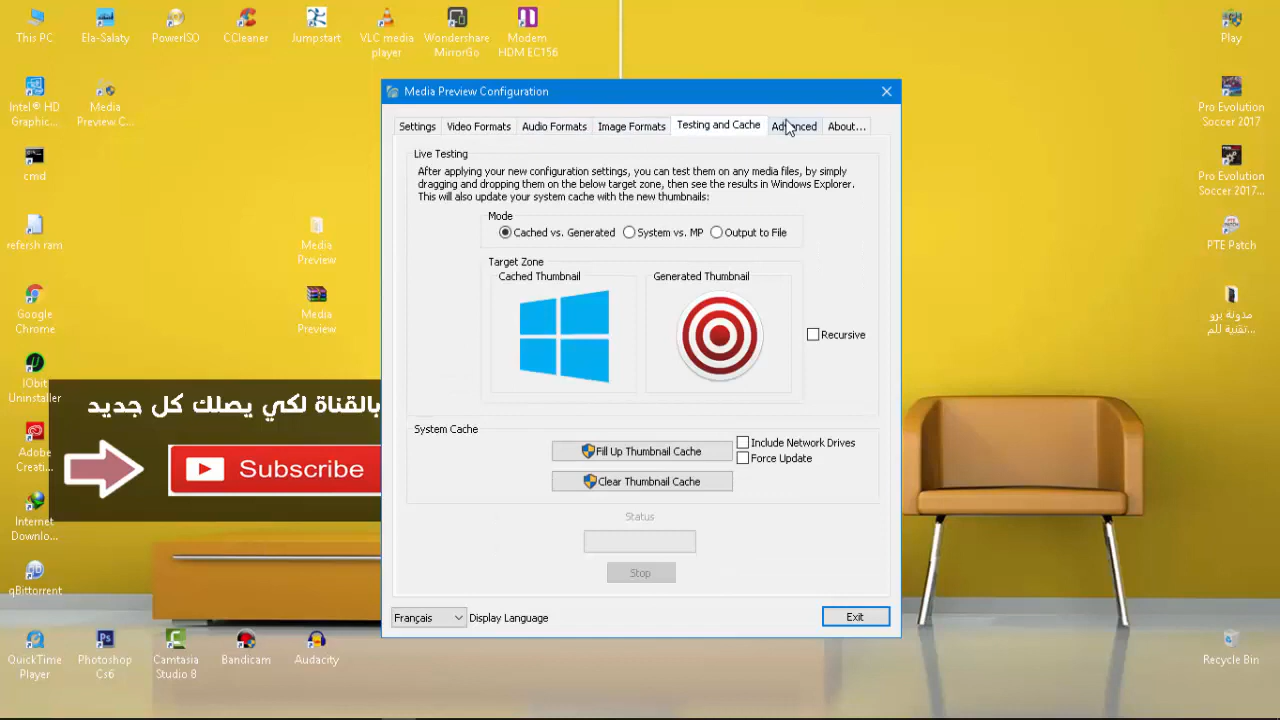 This PC
Ela-Salaty
PowerISO
CCleaner
Jumpstart
VLC media
player
Wondershare
MirrorGo
Modem
HDM EC156
Play
Intel® HD
Graphic...
Media
Preview C...
Pro Evolution
Soccer 2017
cmd
Pro Evolution
Soccer 2017...
refersh ram
Media
Preview
PTE Patch
Google
Chrome
Media
Preview
مدونة برو
تقنية للم...
IObit
Uninstaller
Adobe
Creati...
Internet
Downlo...
qBittorrent
QuickTime
Player
Photoshop
Cs6
Camtasia
Studio 8
Bandicam
Audacity
Recycle Bin
بالقناة لكي يصلك كل جديد
Subscribe
Media Preview Configuration
Settings
Video Formats
Audio Formats
Image Formats
Testing and Cache
Advanced
About...
Live Testing
After applying your new configuration settings, you can test them on any media files, by simply
dragging and dropping them on the below target zone, then see the results in Windows Explorer.
This will also update your system cache with the new thumbnails:
Mode
Cached vs. Generated
System vs. MP
Output to File
Target Zone
Cached Thumbnail
Generated Thumbnail
Recursive
System Cache
Fill Up Thumbnail Cache
Include Network Drives
Force Update
Clear Thumbnail Cache
Status
Stop
Français
Display Language
Exit